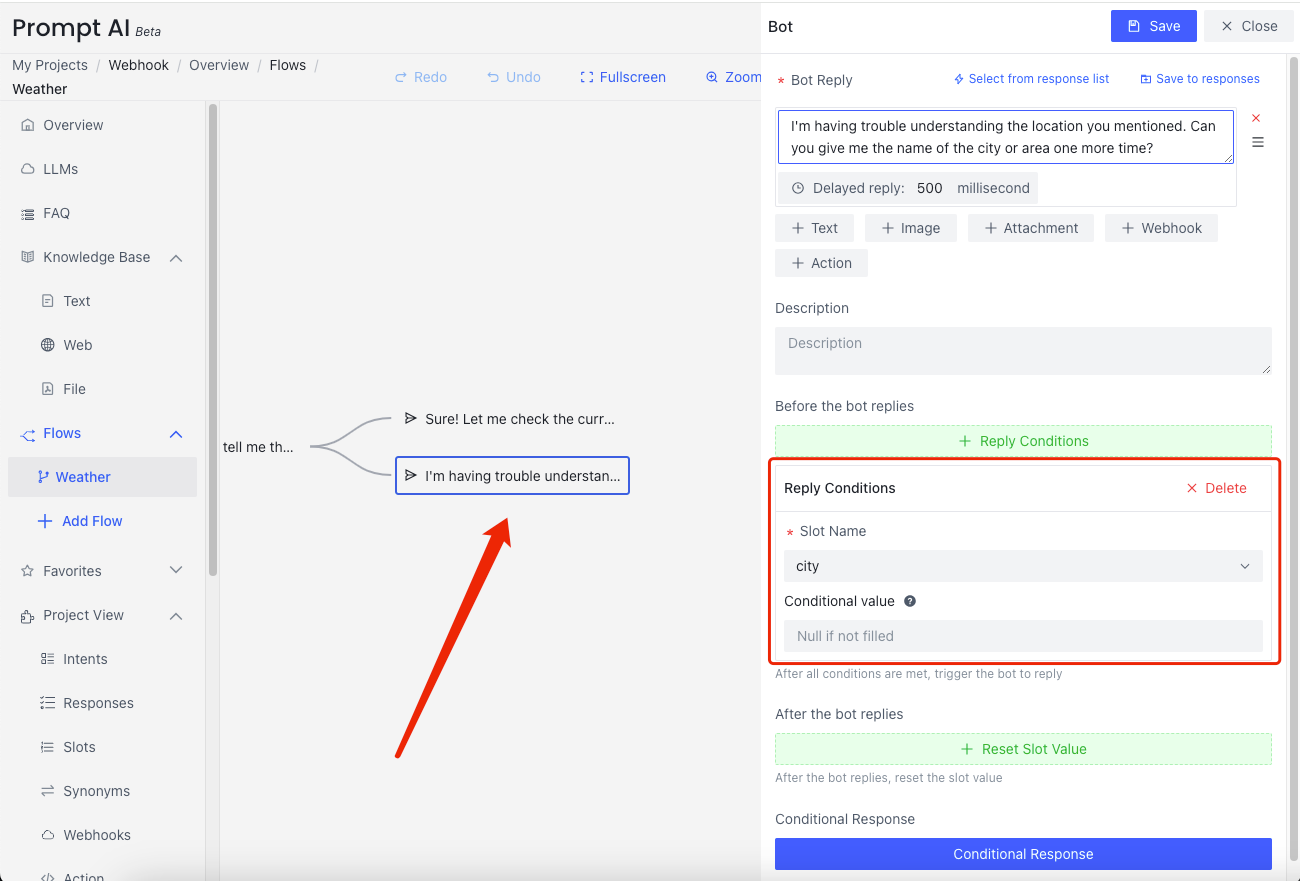 Prompt AI Beta
My Projects / Webhook / Overview / Flows /
Weather
Redo
Undo
Fullscreen
Zoom
Overview
LLMs
FAQ
Knowledge Base
Text
Web
File
Flows
Weather
Add Flow
Favorites
Project View
Intents
Responses
Slots
Synonyms
Webhooks
Action
tell me th...
Sure! Let me check the curr...
I'm having trouble understan...
Bot
Save
Close
* Bot Reply
Select from response list
Save to responses
I'm having trouble understanding the location you mentioned. Can
you give me the name of the city or area one more time?
Delayed reply: 500 millisecond
+ Text
+ Image
+ Attachment
+ Webhook
+ Action
Description
Description
Before the bot replies
+ Reply Conditions
Reply Conditions
Delete
* Slot Name
city
Conditional value ?
Null if not filled
After all conditions are met, trigger the bot to reply
After the bot replies
+ Reset Slot Value
After the bot replies, reset the slot value
Conditional Response
Conditional Response